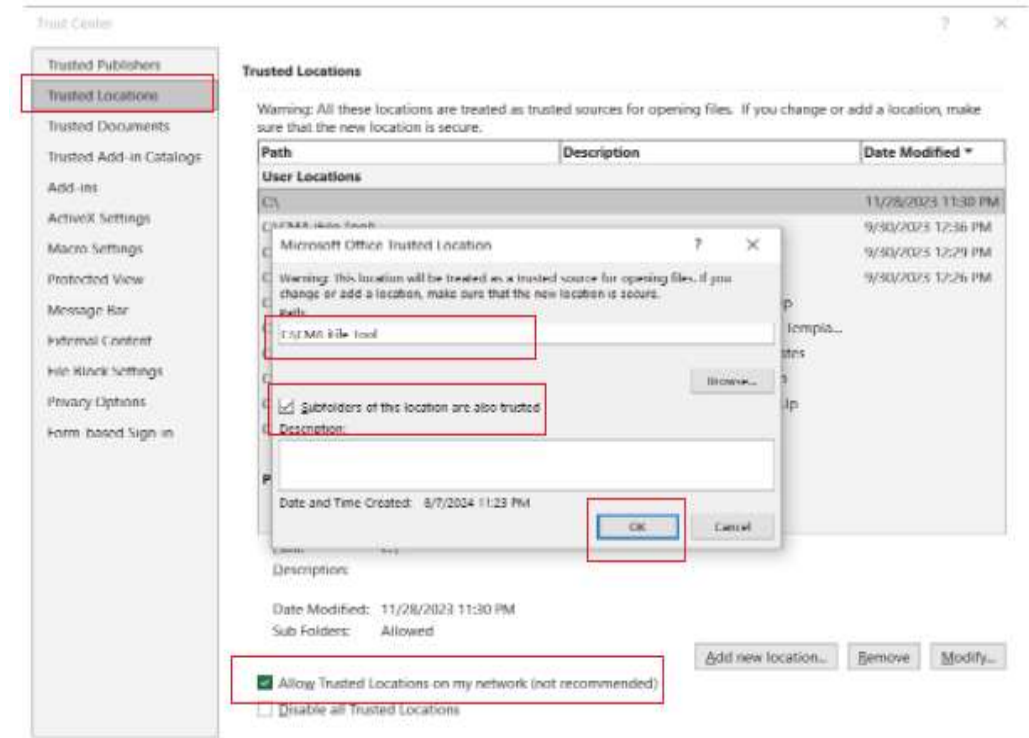 Trust Center ? ×
Trusted Publishers
Trusted Locations
Trusted Documents
Trusted Add-in Catalogs
Add-ins
ActiveX Settings
Macro Settings
Protected View
Message Bar
External Content
File Block Settings
Privacy Options
Form-based Sign-in
Trusted Locations
Warning: All these locations are treated as trusted sources for opening files. If you change or add a location, make
sure that the new location is secure.
Path Description Date Modified
User Locations
C:\ 11/28/2023 11:30 PM
9/30/2023 12:36 PM
9/30/2023 12:29 PM
9/30/2023 12:26 PM
Templa...
Microsoft Office Trusted Location ? ×
Warning: This location will be treated as a trusted source for opening files. If you
change or add a location, make sure that the new location is secure.
Path:
C:\CMA File Tool
Browse...
Subfolders of this location are also trusted
Description:
Date and Time Created: 8/7/2024 11:23 PM
OK Cancel
Description:
Date Modified: 11/28/2023 11:30 PM
Sub Folders: Allowed
Add new location... Remove Modify...
Allow Trusted Locations on my network (not recommended)
Disable all Trusted Locations